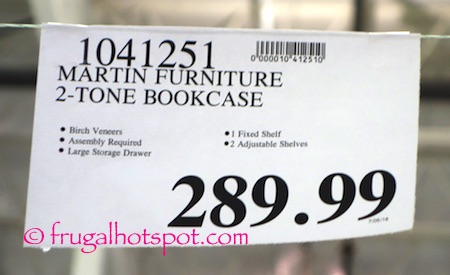 1041251
0000010412510
MARTIN FURNITURE
2-TONE BOOKCASE
• Birch Veneers
• Assembly Required
• Large Storage Drawer
• 1 Fixed Shelf
• 2 Adjustable Shelves
289.99
© frugalhotspot.com